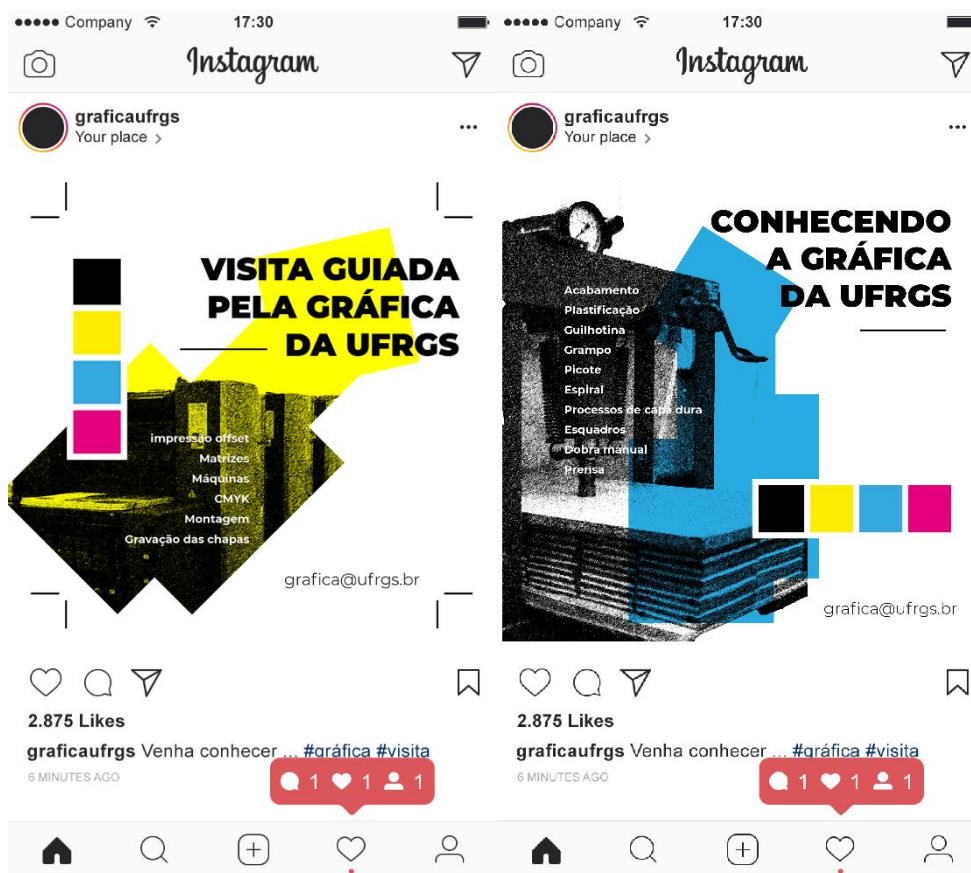 Company
17:30
Instagram
graficaufrgs
Your place >
VISITA GUIADA
PELA GRÁFICA
DA UFRGS
impressão offset
Matrizes
Máquinas
CMYK
Montagem
Gravação das chapas
grafica@ufrgs.br
2.875 Likes
graficaufrgs Venha conhecer ... #gráfica #visita
6 MINUTES AGO
1 1 1
Company
17:30
Instagram
graficaufrgs
Your place >
CONHECENDO
A GRÁFICA
DA UFRGS
Acabamento
Plastificação
Guilhotina
Grampo
Picote
Espiral
Processos de capa dura
Esquadros
Dobra manual
Prensa
grafica@ufrgs.br
2.875 Likes
graficaufrgs Venha conhecer ... #gráfica #visita
6 MINUTES AGO
1 1 1